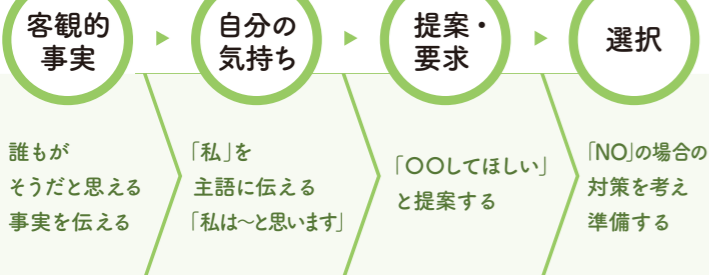 客観的
事実
自分の
気持ち
提案・
要求
選択
誰もが
そうだと思える
事実を伝える
「私」を
主語に伝える
「私は〜と思います」
「〇〇してほしい」
と提案する
「NO」の場合の
対策を考え
準備する